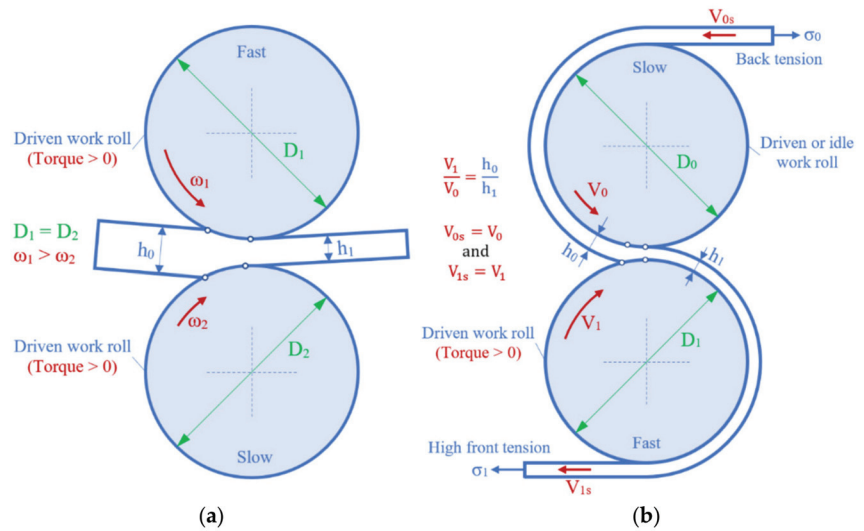 Fast
Driven work roll
(Torque > 0)
D₁
ω₁
D₁ = D₂
ω₁ > ω₂
h₀
h₁
ω₂
Driven work roll
(Torque > 0)
D₂
Slow
(a)
V₀ₛ
σ₀
Back tension
Slow
Driven or idle
work roll
D₀
V₁/V₀ = h₀/h₁
V₀
V₀ₛ = V₀
and
V₁ₛ = V₁
h₀
h₁
V₁
Driven work roll
(Torque > 0)
D₁
Fast
High front tension
σ₁
V₁ₛ
(b)